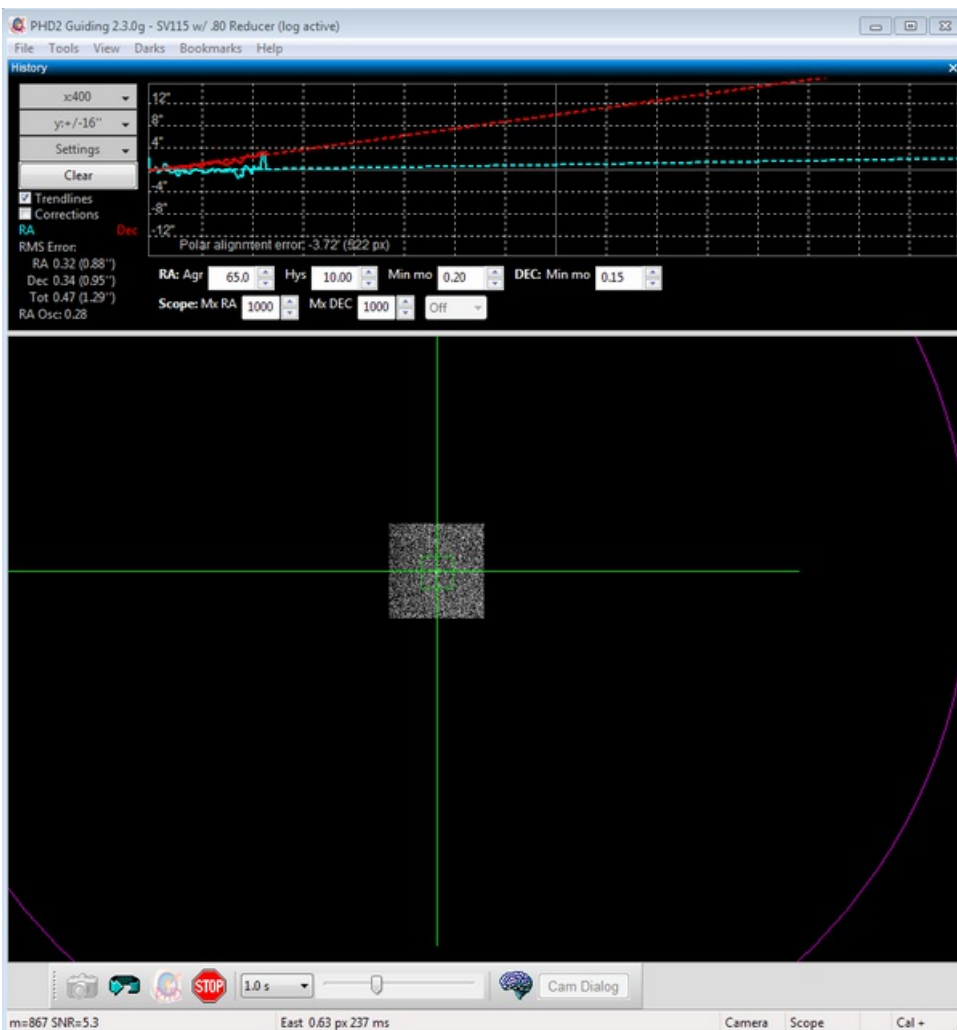 PHD2 Guiding 2.3.0g - SV115 w/ .80 Reducer (log active)
File Tools View Darks Bookmarks Help
History
x:400
y:+/-16"
Settings
Clear
Trendlines
Corrections
RA Dec
RMS Error:
RA 0.32 (0.88")
Dec 0.34 (0.95")
Tot 0.47 (1.29")
RA Osc: 0.28
12"
8"
4"
-4"
-8"
-12"
Polar alignment error: -3.72' (522 px)
RA: Agr 65.0 Hys 10.00 Min mo 0.20 DEC: Min mo 0.15
Scope: Mx RA 1000 Mx DEC 1000 Off
STOP 1.0 s Cam Dialog
m=867 SNR=5.3 East 0.63 px 237 ms Camera Scope Cal +